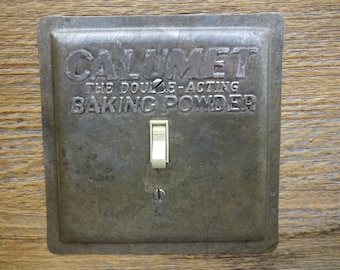 CALUMET
THE DOUBLE-ACTING
BAKING POWDER